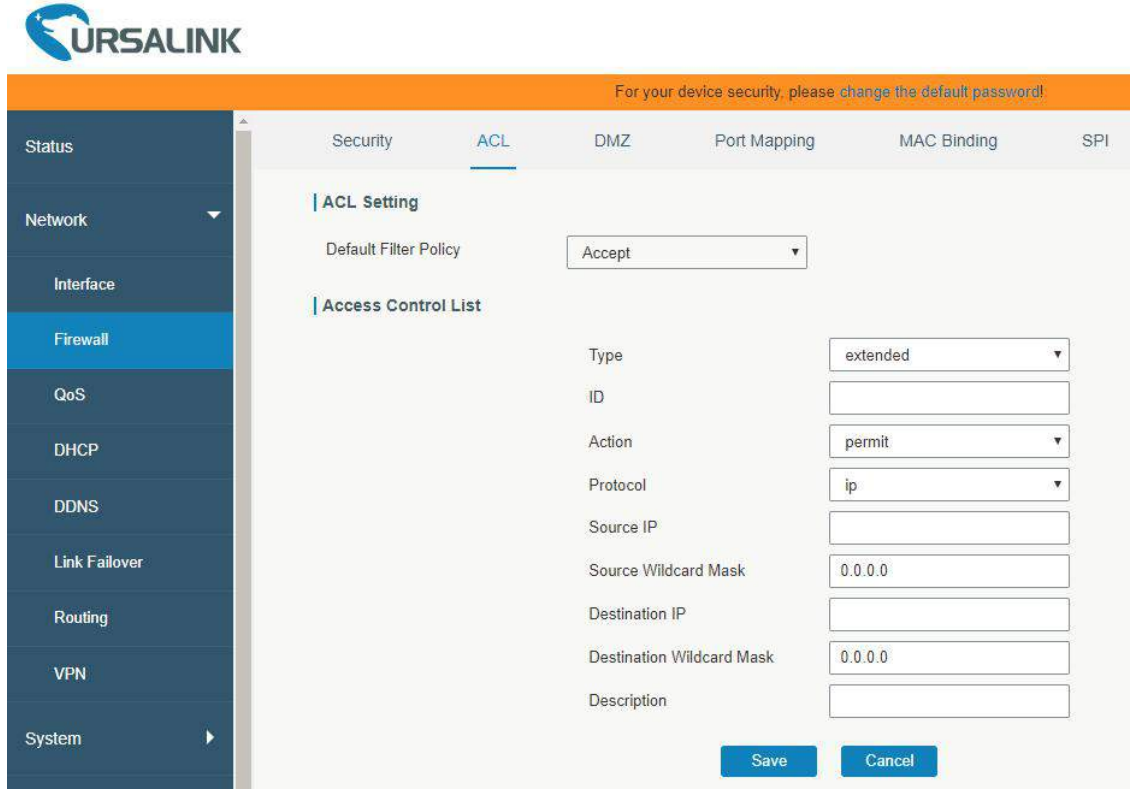 URSALINK
For your device security, please change the default password!
Status
Network
Interface
Firewall
QoS
DHCP
DDNS
Link Failover
Routing
VPN
System
Security ACL DMZ Port Mapping MAC Binding SPI
ACL Setting
Default Filter Policy Accept
Access Control List
Type extended
ID
Action permit
Protocol ip
Source IP
Source Wildcard Mask 0.0.0.0
Destination IP
Destination Wildcard Mask 0.0.0.0
Description
Save Cancel